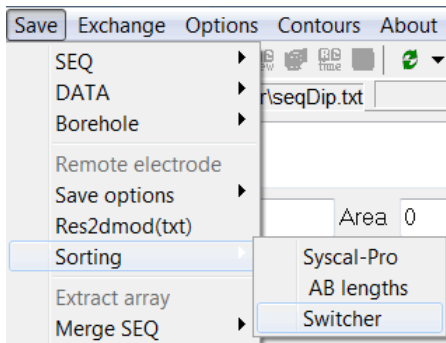 Save Exchange Options Contours About
SEQ
DATA
r\seqDip.txt
Borehole
Remote electrode
Save options
Res2dmod(txt)
Area 0
Sorting
Syscal-Pro
AB lengths
Extract array
Switcher
Merge SEQ